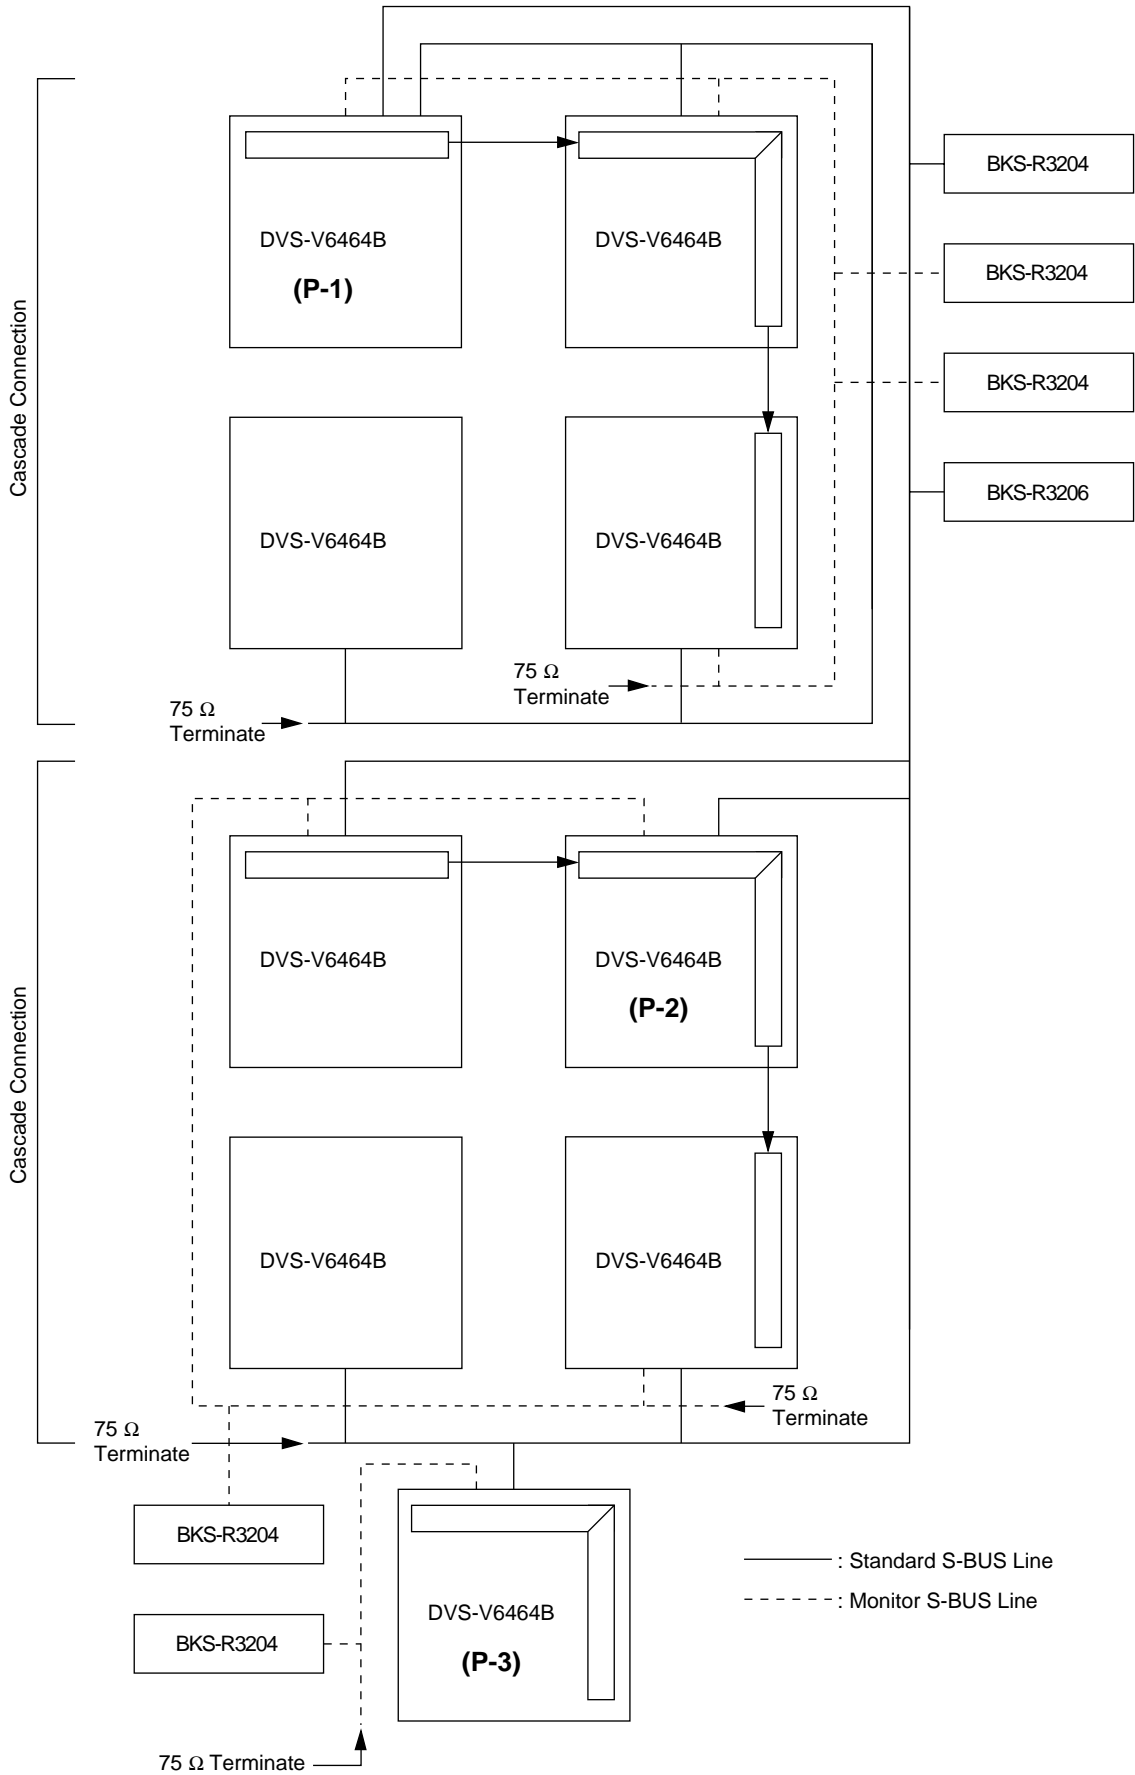 BKS-R3204
DVS-V6464B
(P-1)
DVS-V6464B
BKS-R3204
BKS-R3204
Cascade Connection
BKS-R3206
DVS-V6464B
DVS-V6464B
75 Ω
Terminate
75 Ω
Terminate
DVS-V6464B
DVS-V6464B
(P-2)
Cascade Connection
DVS-V6464B
DVS-V6464B
75 Ω
Terminate
75 Ω
Terminate
BKS-R3204
BKS-R3204
DVS-V6464B
(P-3)
: Standard S-BUS Line
: Monitor S-BUS Line
75 Ω Terminate